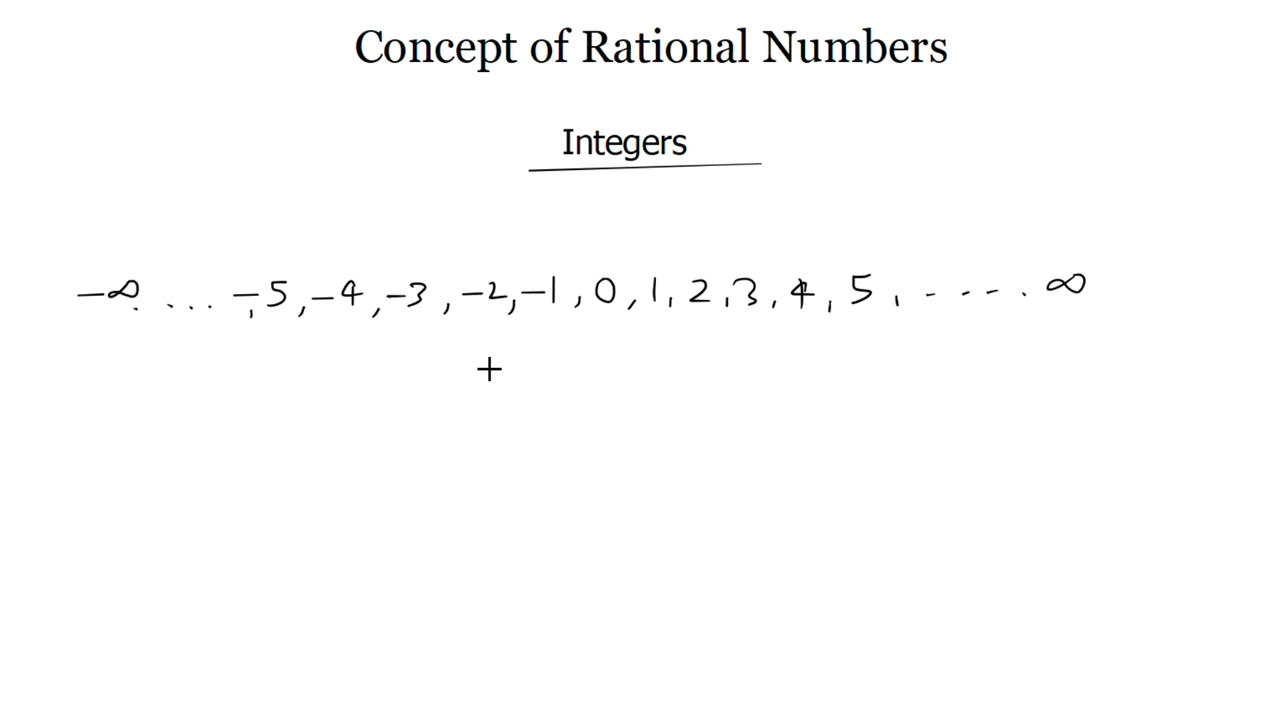 Concept of Rational Numbers
Integers
-∞ . ... -5, -4, -3, -2, -1, 0, 1, 2, 3, 4, 5, ..... ∞
+